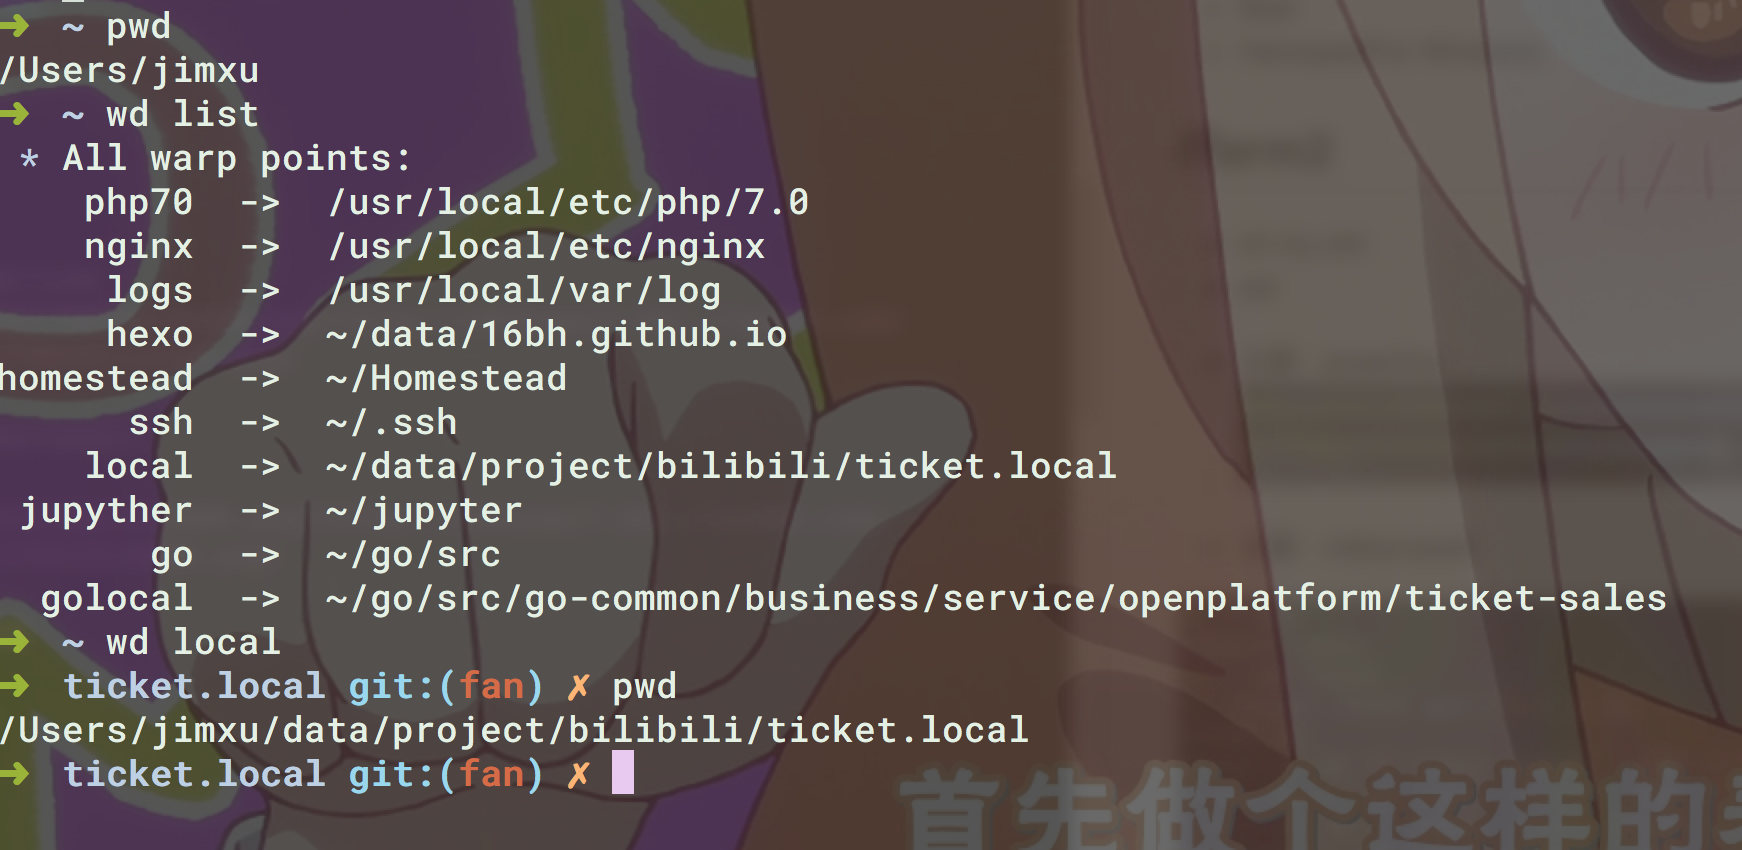 ➜ ~ pwd
/Users/jimxu
➜ ~ wd list
* All warp points:
php70 -> /usr/local/etc/php/7.0
nginx -> /usr/local/etc/nginx
logs -> /usr/local/var/log
hexo -> ~/data/16bh.github.io
homestead -> ~/Homestead
ssh -> ~/.ssh
local -> ~/data/project/bilibili/ticket.local
jupyther -> ~/jupyter
go -> ~/go/src
golocal -> ~/go/src/go-common/business/service/openplatform/ticket-sales
➜ ~ wd local
➜ ticket.local git:(fan) ✗ pwd
/Users/jimxu/data/project/bilibili/ticket.local
➜ ticket.local git:(fan) ✗
首先做个这样的